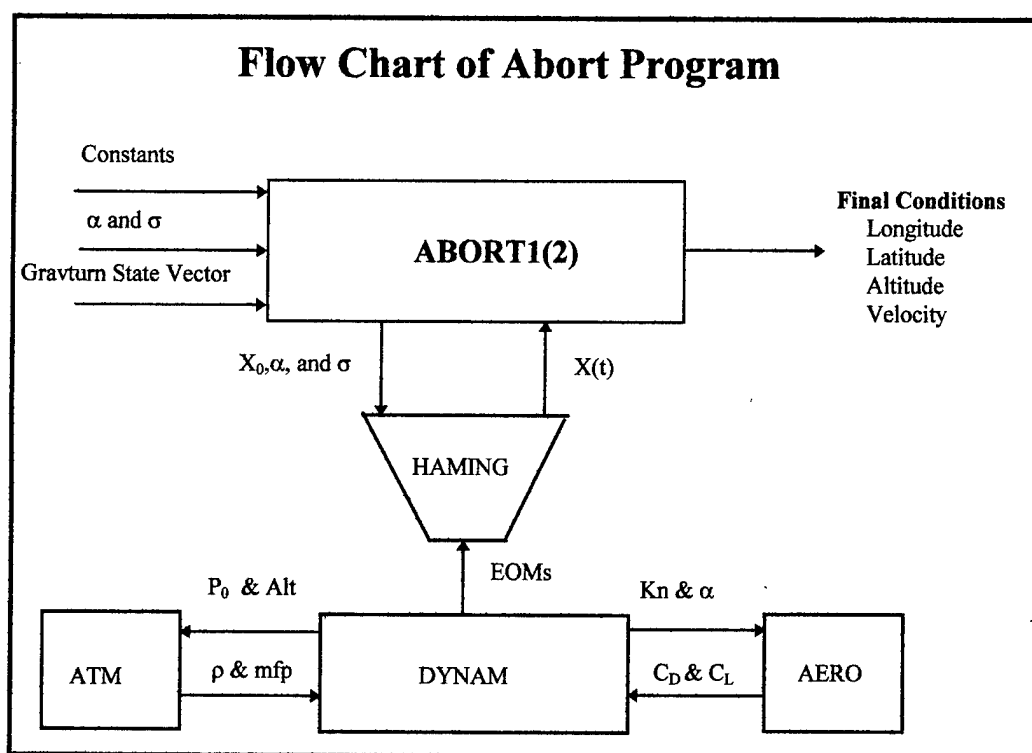 Flow Chart of Abort Program
Constants
α and σ
Gravturn State Vector
ABORT1(2)
Final Conditions
Longitude
Latitude
Altitude
Velocity
X₀,α, and σ
X(t)
HAMING
EOMs
P₀ & Alt
Kn & α
ATM
ρ & mfp
DYNAM
C_D & C_L
AERO